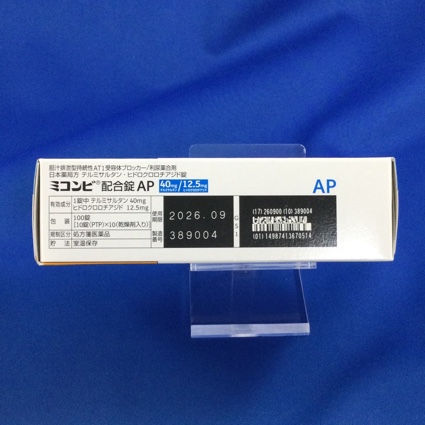 胆汁排泄型持続性AT1受容体ブロッカー/利尿薬合剤
日本薬局方 テルミサルタン・ヒドロクロロチアジド錠
ミコンビ®配合錠AP 40mg/12.5mg
AP
有効成分 1錠中 テルミサルタン 40mg
ヒドロクロロチアジド 12.5mg
包装 100錠
[10錠(PTP)×10(乾燥剤入り)]
規制区分 処方箋医薬品
貯法 室温保存
使用期限 2026.09
製造番号 389004
G51
(17)260900(10)389004
(01)14987413670514